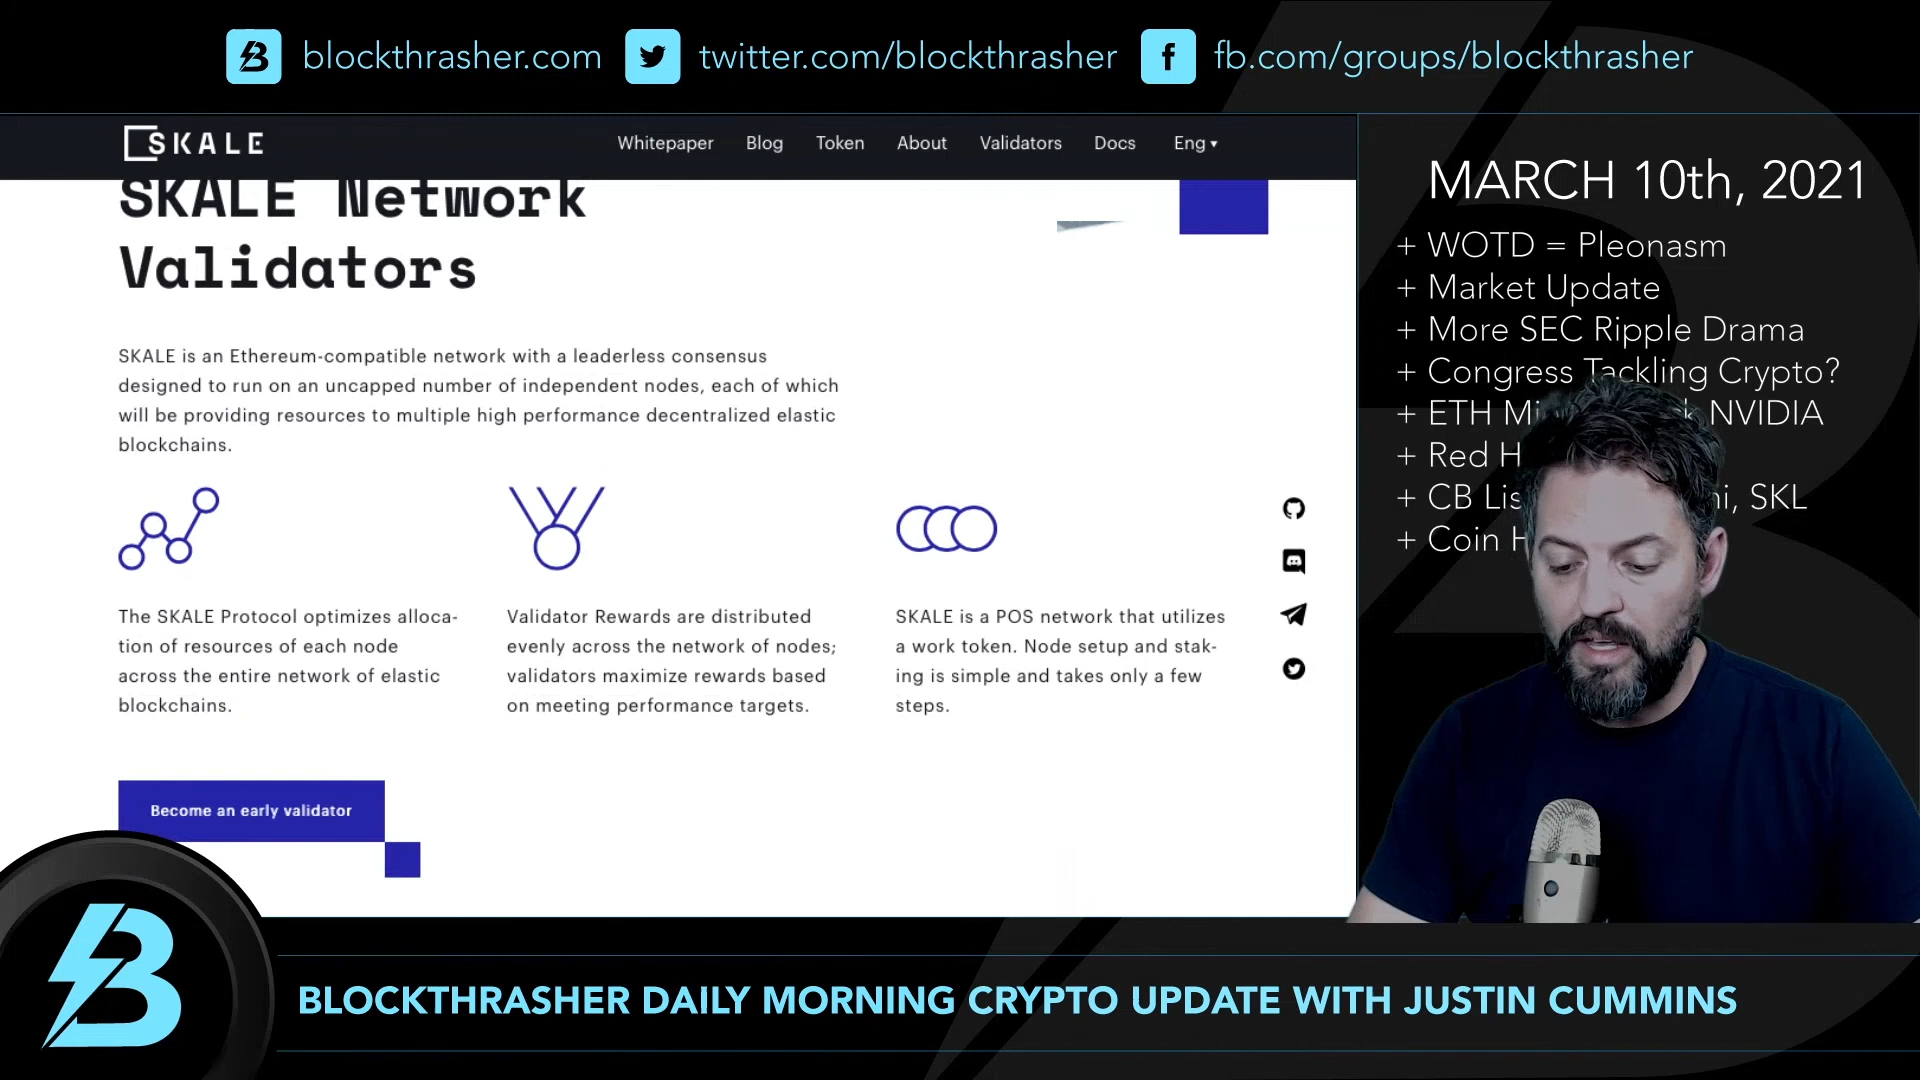 blockthrasher.com twitter.com/blockthrasher fb.com/groups/blockthrasher
SKALE Whitepaper Blog Token About Validators Docs Eng
SKALE Network
Validators
SKALE is an Ethereum-compatible network with a leaderless consensus
designed to run on an uncapped number of independent nodes, each of which
will be providing resources to multiple high performance decentralized elastic
blockchains.
The SKALE Protocol optimizes alloca-
tion of resources of each node
across the entire network of elastic
blockchains.
Validator Rewards are distributed
evenly across the network of nodes;
validators maximize rewards based
on meeting performance targets.
SKALE is a POS network that utilizes
a work token. Node setup and stak-
ing is simple and takes only a few
steps.
Become an early validator
MARCH 10th, 2021
+ WOTD = Pleonasm
+ Market Update
+ More SEC Ripple Drama
+ Congress Tackling Crypto?
+ ETH NVIDIA
+ Red
+ CB SKL
+ Coin
B
BLOCKTHRASHER DAILY MORNING CRYPTO UPDATE WITH JUSTIN CUMMINS